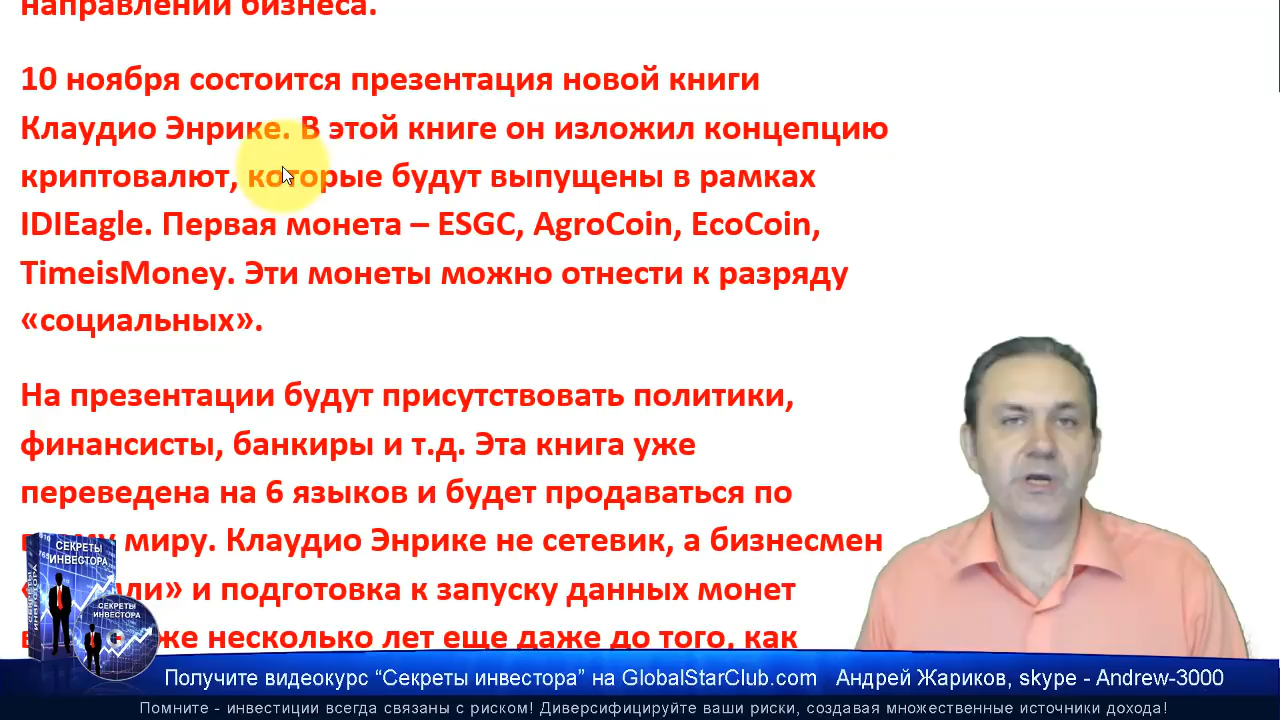 направлений бизнеса.
10 ноября состоится презентация новой книги
Клаудио Энрике. В этой книге он изложил концепцию
криптовалют, которые будут выпущены в рамках
IDIEagle. Первая монета – ESGC, AgroCoin, EcoCoin,
TimeisMoney. Эти монеты можно отнести к разряду
«социальных».
На презентации будут присутствовать политики,
финансисты, банкиры и т.д. Эта книга уже
переведена на 6 языков и будет продаваться по
миру. Клаудио Энрике не сетевик, а бизнесмен
и подготовка к запуску данных монет
несколько лет еще даже до того, как
СЕКРЕТЫ
ИНВЕСТОРА
СЕКРЕТЫ
ИНВЕСТОРА
Получите видеокурс “Секреты инвестора” на GlobalStarClub.com Андрей Жариков, skype - Andrew-3000
Помните - инвестиции всегда связаны с риском! Диверсифицируйте ваши риски, создавая множественные источники дохода!